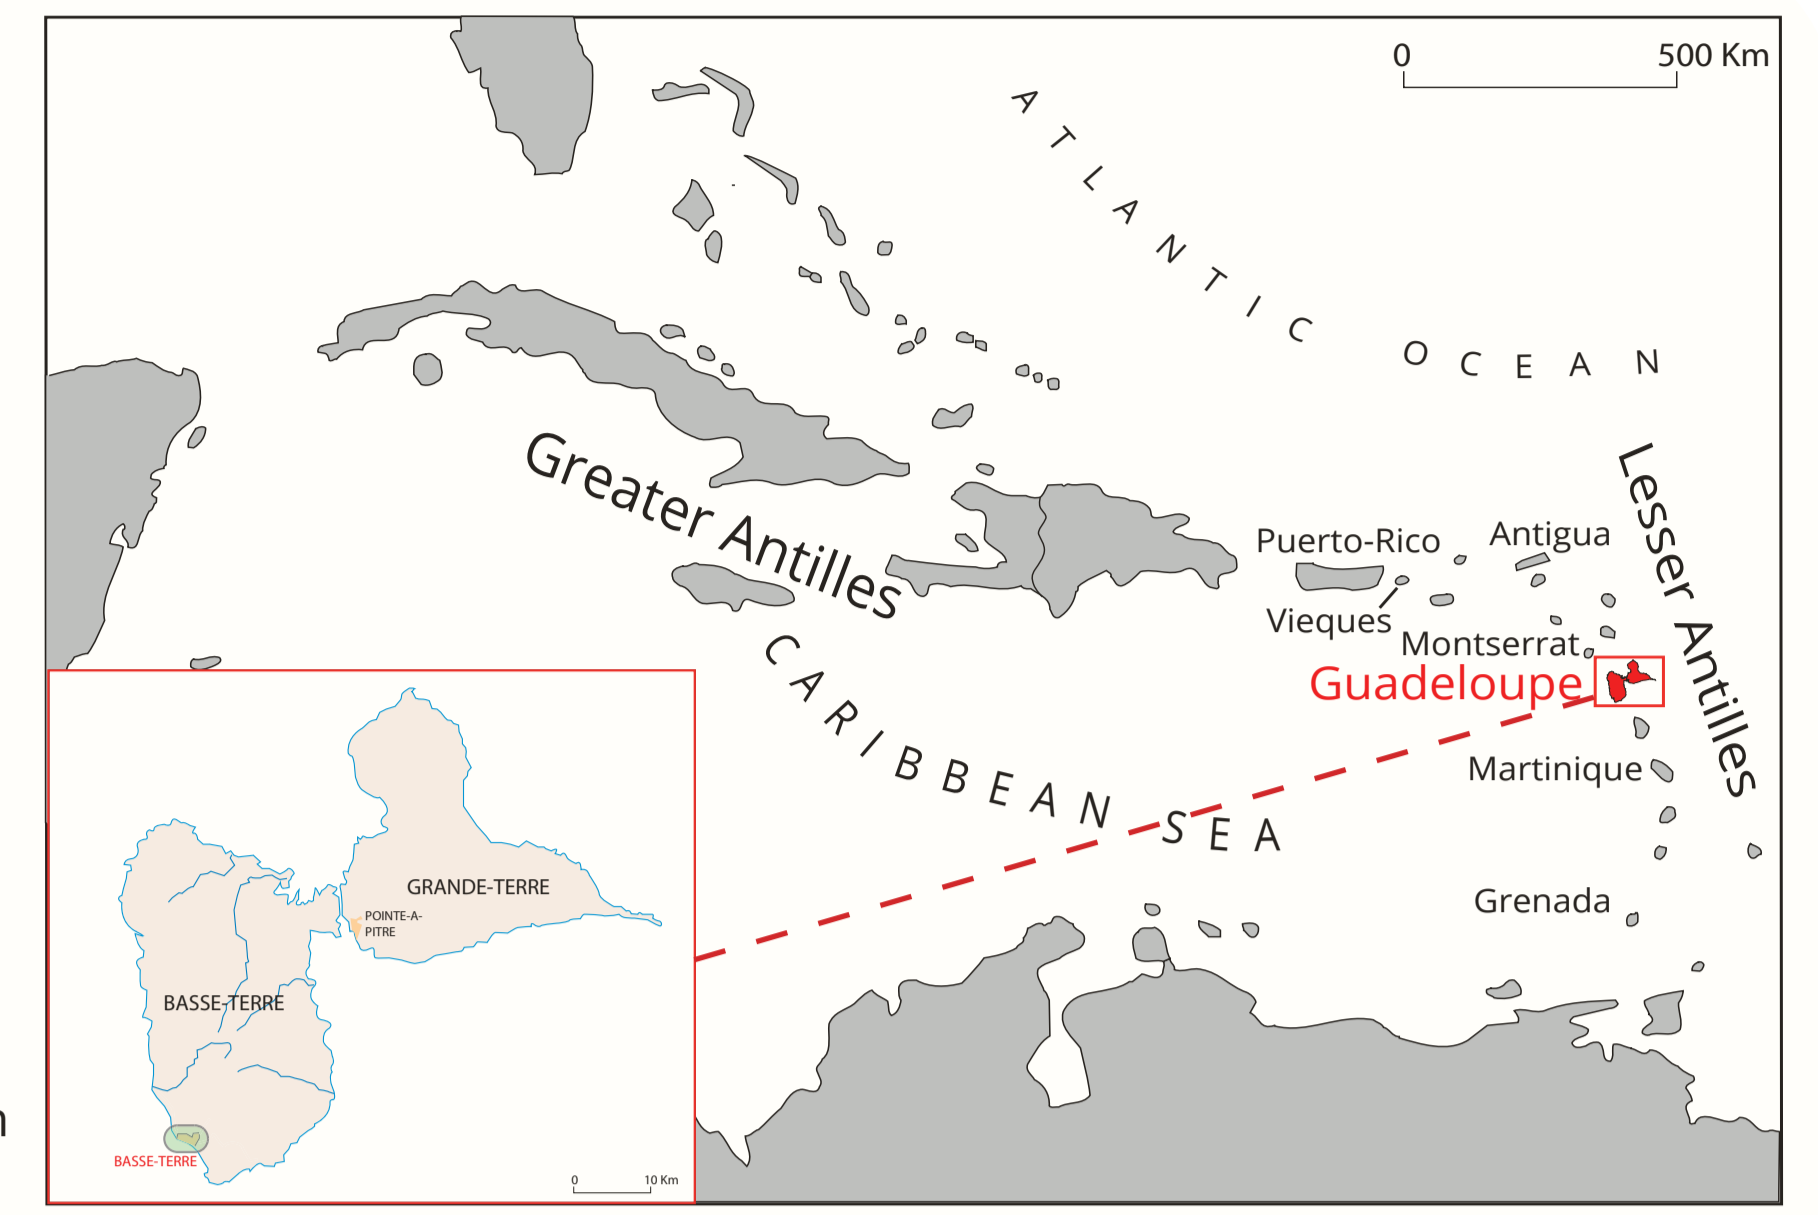 0 500 Km
ATLANTIC OCEAN
Greater Antilles
Lesser Antilles
Puerto-Rico
Antigua
Vieques
Montserrat
Guadeloupe
CARIBBEAN SEA
Martinique
Grenada
GRANDE-TERRE
POINTE-A-
PITRE
BASSE-TERRE
BASSE-TERRE
0 10 Km